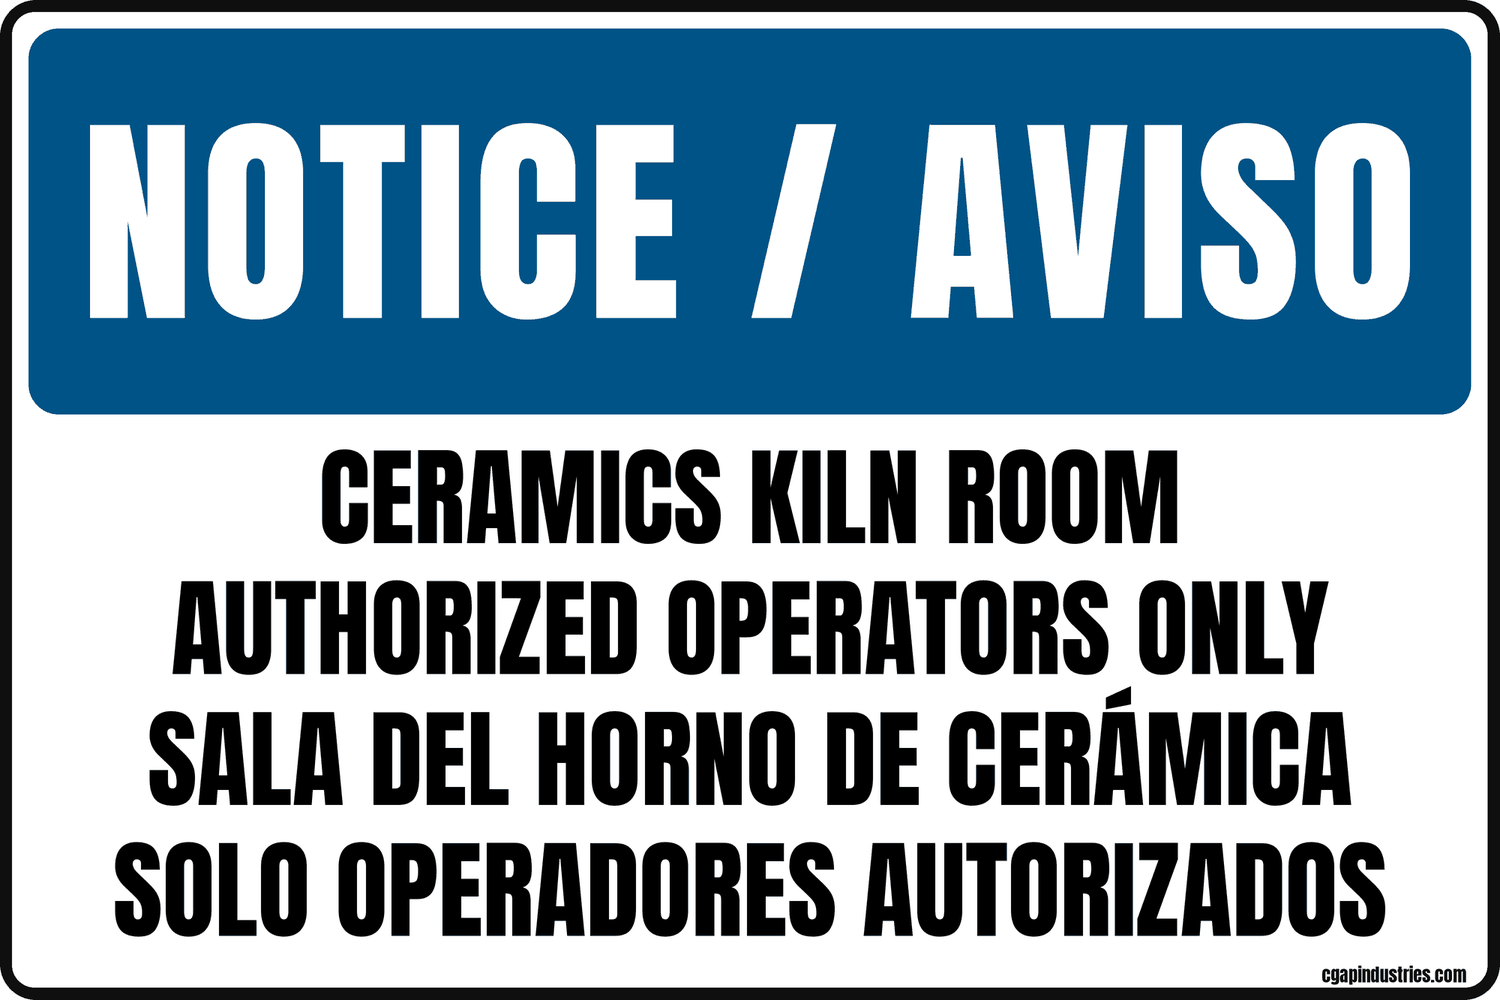 NOTICE / AVISO
CERAMICS KILN ROOM
AUTHORIZED OPERATORS ONLY
SALA DEL HORNO DE CERÁMICA
SOLO OPERADORES AUTORIZADOS
cgapindustries.com